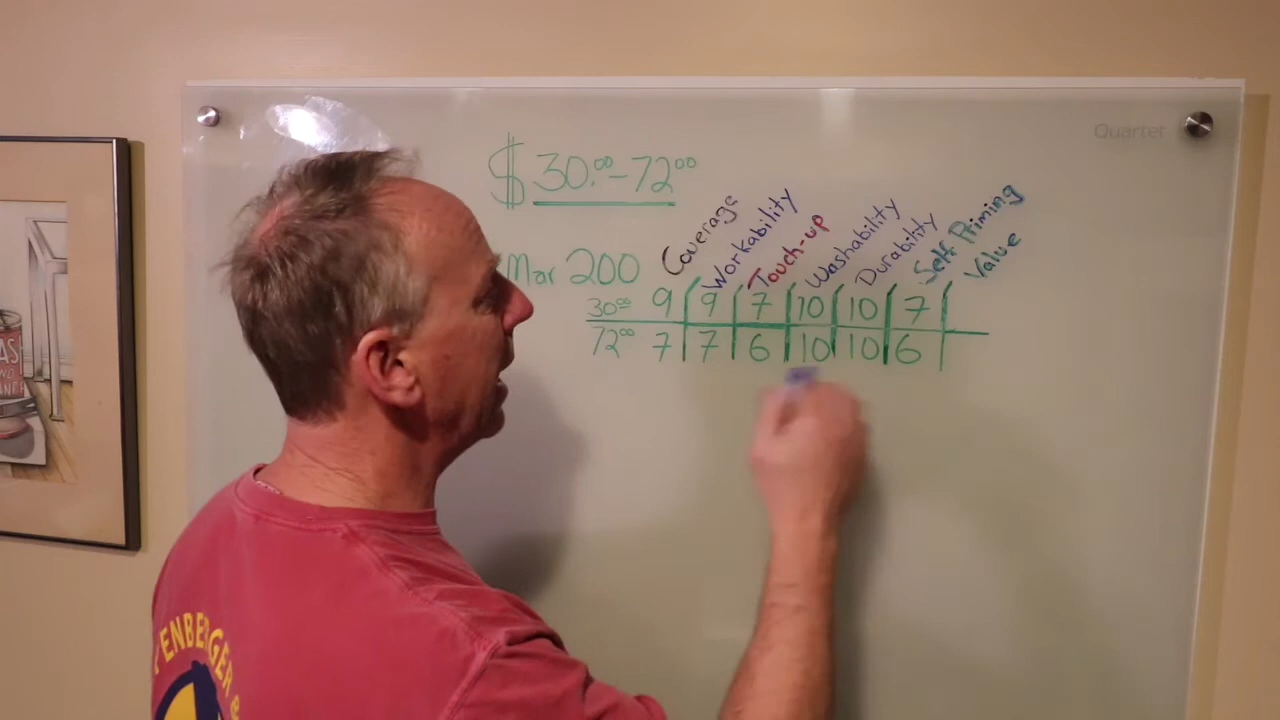 Quartet
$ 30.00-72.00
Coverage
Workability
Touch-up
Washability
Durability
Self Priming
Value
Mar 200
30.00 9 9 7 10 10 7
72.00 7 7 6 10 10 6